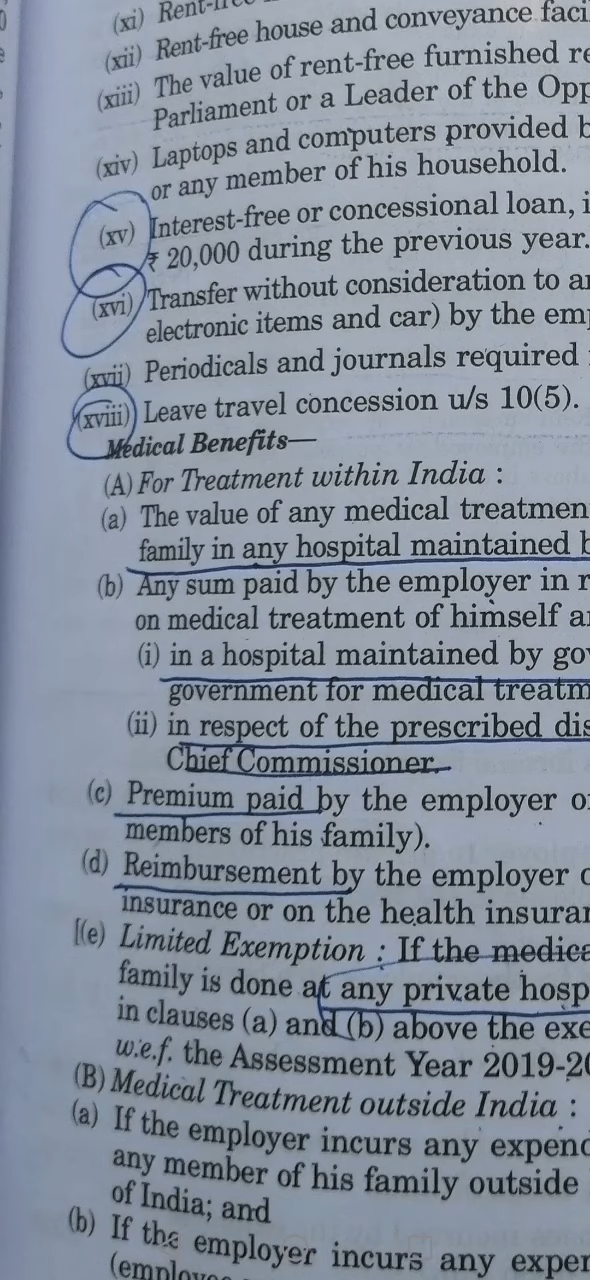 (xi) Rent-free
(xii) Rent-free house and conveyance faci
(xiii) The value of rent-free furnished re
Parliament or a Leader of the Opp
(xiv) Laptops and computers provided b
or any member of his household.
(xv) Interest-free or concessional loan, i
₹ 20,000 during the previous year.
(xvi) Transfer without consideration to a
electronic items and car) by the em
(xvii) Periodicals and journals required
(xviii) Leave travel concession u/s 10(5).
Medical Benefits—
(A) For Treatment within India :
(a) The value of any medical treatmen
family in any hospital maintained b
(b) Any sum paid by the employer in r
on medical treatment of himself a
(i) in a hospital maintained by go
government for medical treatm
(ii) in respect of the prescribed dis
Chief Commissioner.
(c) Premium paid by the employer o
members of his family).
(d) Reimbursement by the employer o
insurance or on the health insura
[(e) Limited Exemption : If the medica
family is done at any private hosp
in clauses (a) and (b) above the exe
w.e.f. the Assessment Year 2019-20
(B) Medical Treatment outside India :
(a) If the employer incurs any expend
any member of his family outside
of India; and
(b) If the employer incurs any exper
(employee